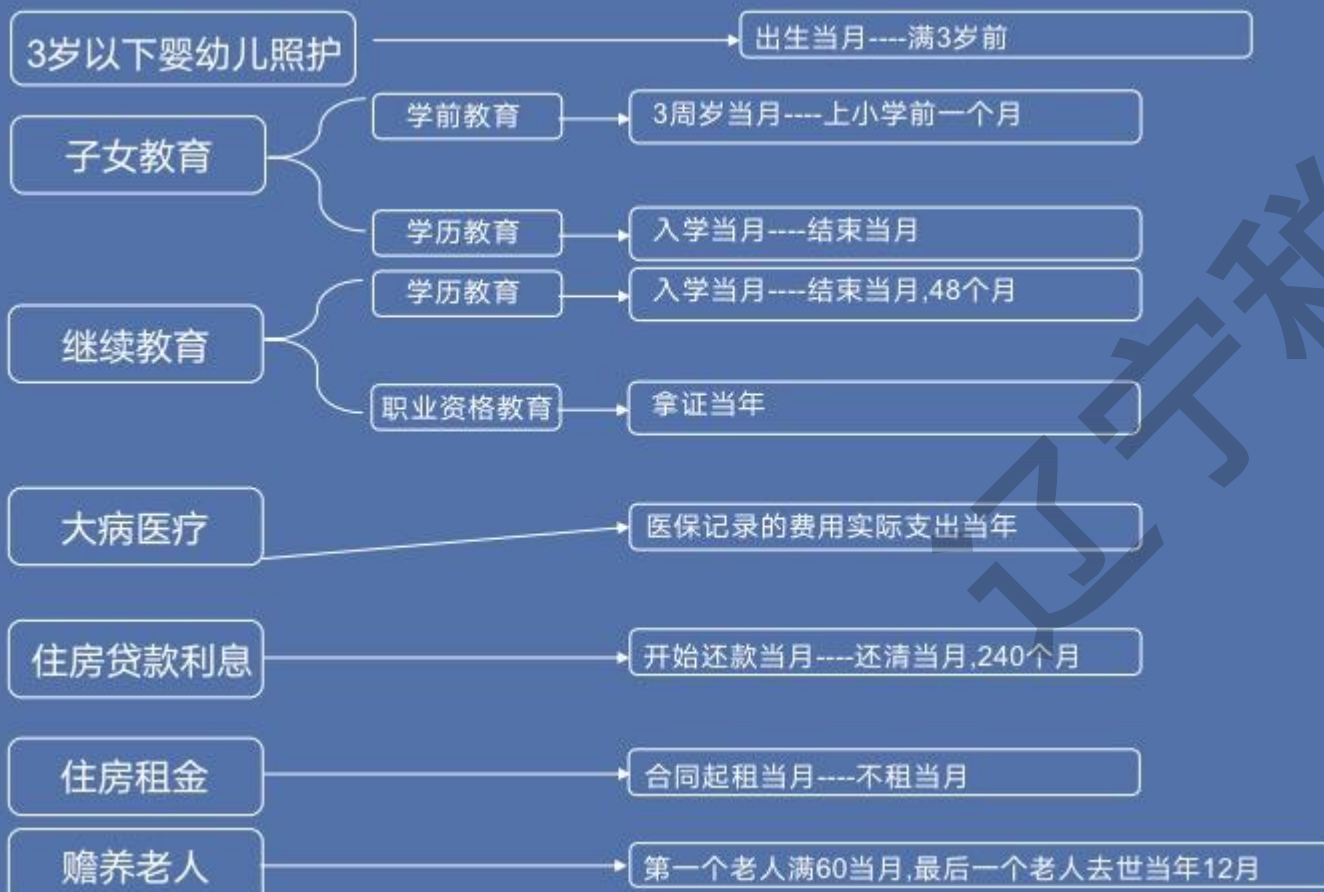 3岁以下婴幼儿照护
出生当月----满3岁前
子女教育
学前教育
3周岁当月----上小学前一个月
学历教育
入学当月----结束当月
继续教育
学历教育
入学当月----结束当月,48个月
职业资格教育
拿证当年
大病医疗
医保记录的费用实际支出当年
住房贷款利息
开始还款当月----还清当月,240个月
住房租金
合同起租当月----不租当月
赡养老人
第一个老人满60当月,最后一个老人去世当年12月
辽宁税